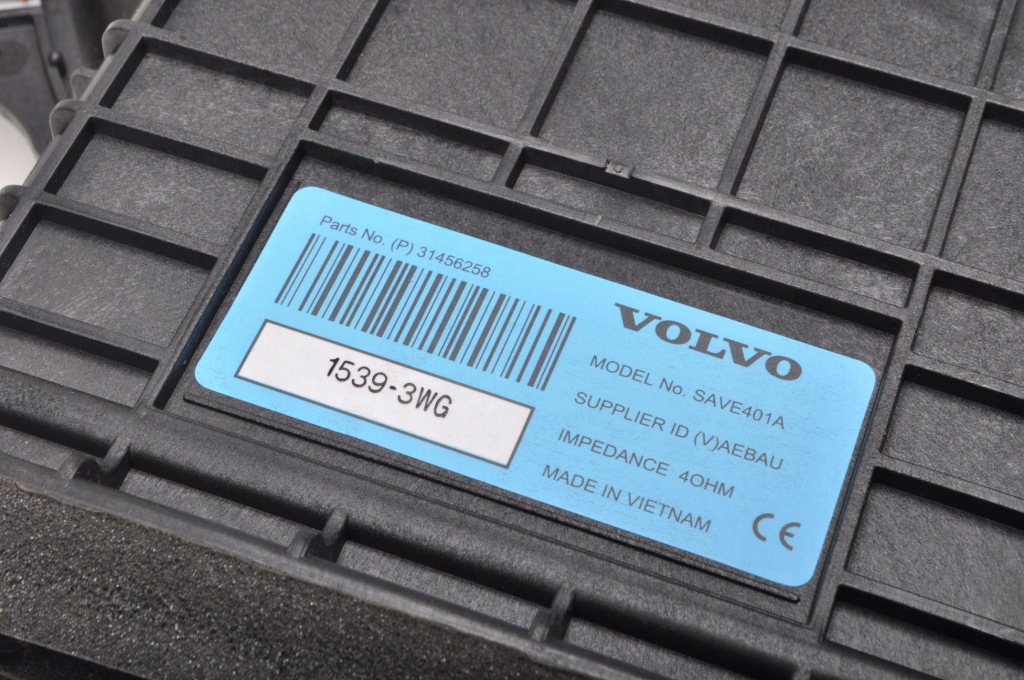 Parts No. (P) 31456258
1539-3WG
VOLVO
MODEL No. SAVE401A
SUPPLIER ID (V)AEBAU
IMPEDANCE 4OHM
MADE IN VIETNAM
CE